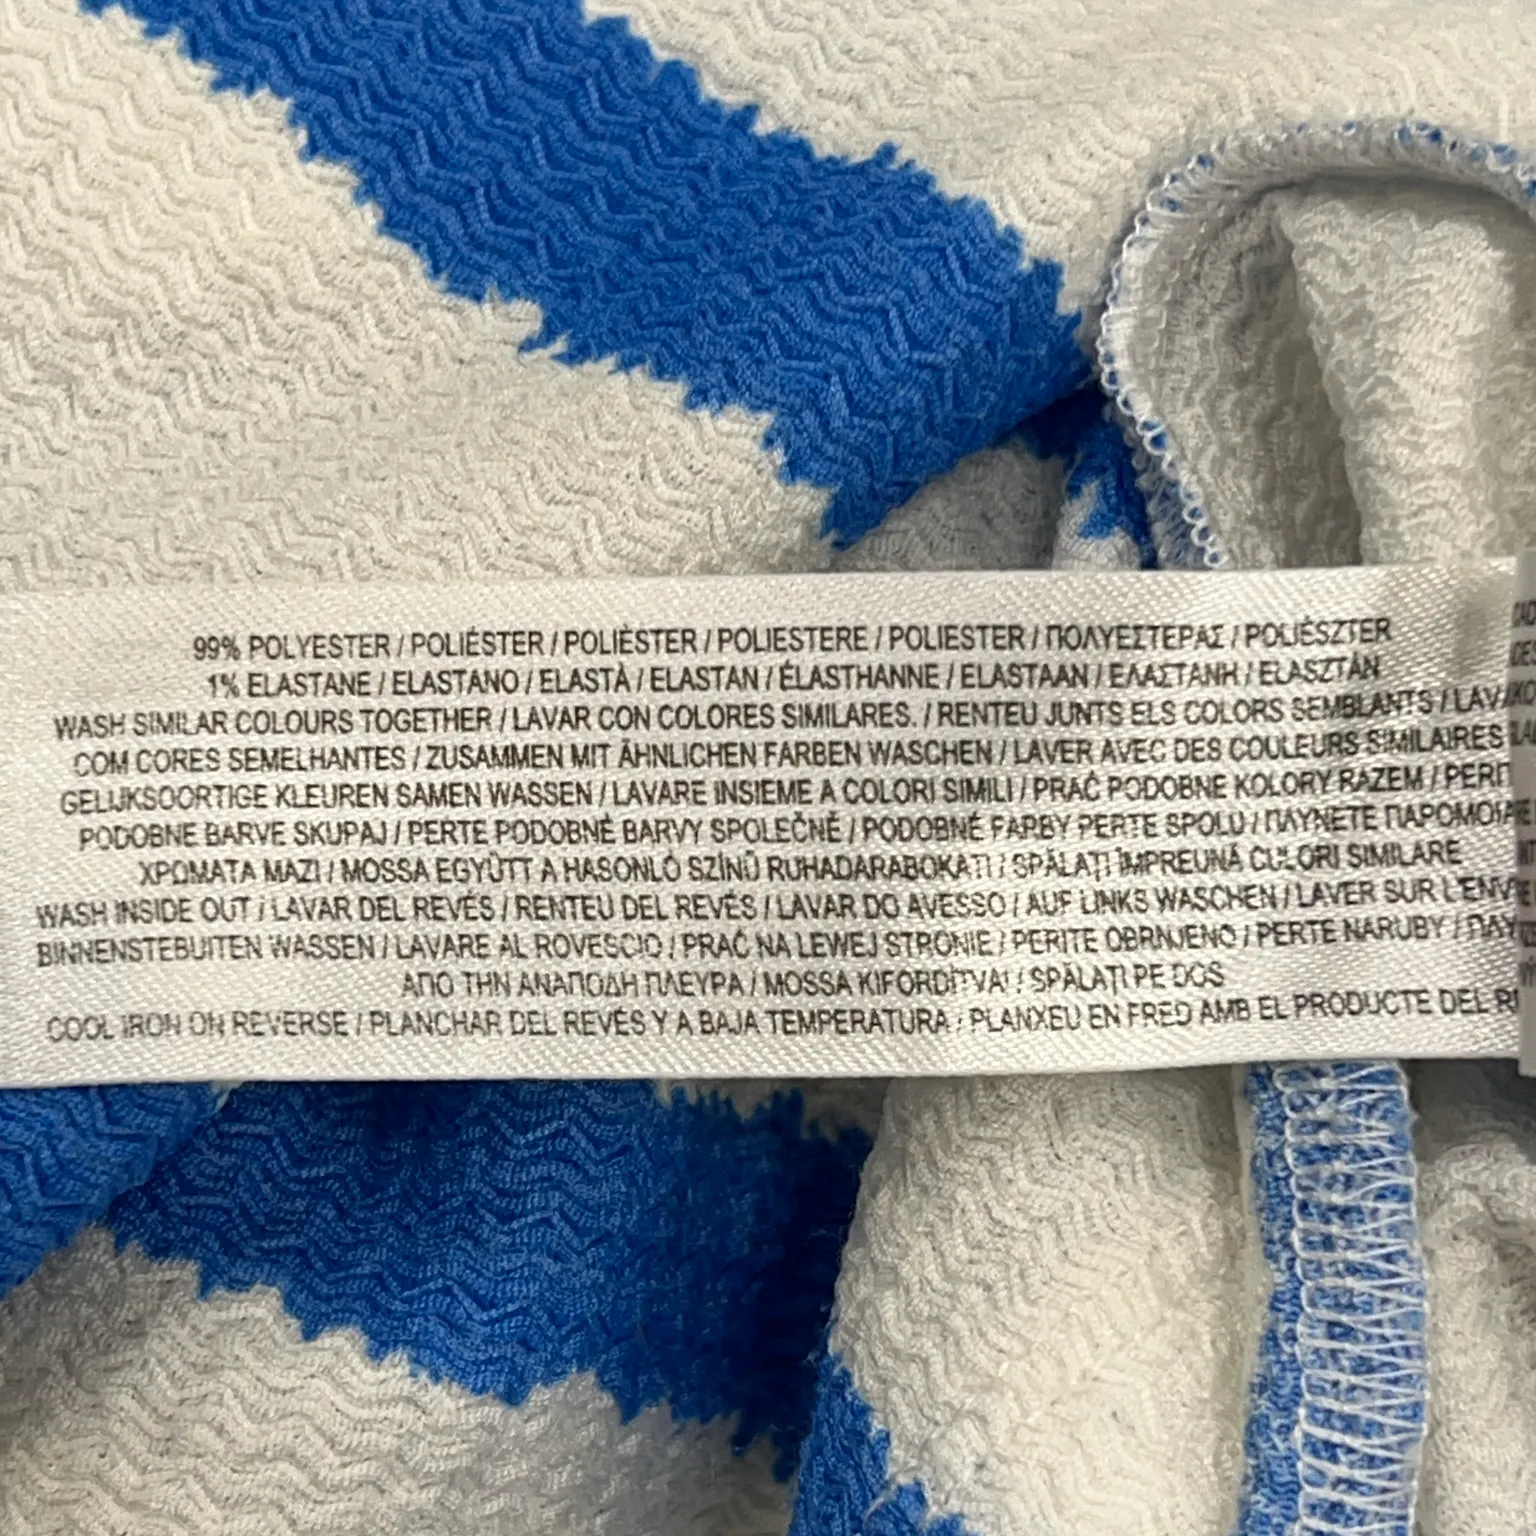 99% POLYESTER / POLIÉSTER / POLIÈSTER / POLIESTERE / POLIESTER / ΠΟΛΥΕΣΤΕΡΑΣ / POLIÉSZTER
1% ELASTANE / ELASTANO / ELASTÀ / ELASTAN / ÉLASTHANNE / ELASTAAN / ΕΛΑΣΤΑΝΗ / ELASZTÁN
WASH SIMILAR COLOURS TOGETHER / LAVAR CON COLORES SIMILARES. / RENTEU JUNTS ELS COLORS SEMBLANTS /
COM CORES SEMELHANTES / ZUSAMMEN MIT ÄHNLICHEN FARBEN WASCHEN / LAVER AVEC DES COULEURS SIMILAIRES
GELIJKSOORTIGE KLEUREN SAMEN WASSEN / LAVARE INSIEME A COLORI SIMILI / PRAĆ PODOBNE KOLORY RAZEM /
PODOBNE BARVE SKUPAJ / PERTE PODOBNÉ BARVY SPOLEČNĚ / PODOBNÉ FARBY PERTE SPOLU / ΠΛΥΝΕΤΕ
ΧΡΩΜΑΤΑ ΜΑΖΙ / MOSSA EGYÜTT A HASONLÓ SZÍNŰ RUHADARABOKAT! / SPĂLAȚI ÎMPREUNĂ CULORI SIMILARE
WASH INSIDE OUT / LAVAR DEL REVÉS / RENTEU DEL REVÉS / LAVAR DO AVESSO / AUF LINKS WASCHEN / LAVER SUR
BINNENSTEBUITEN WASSEN / LAVARE AL ROVESCIO / PRAĆ NA LEWEJ STRONIE / PERITE OBRNJENO / PERTE NARUBY /
ΑΠΟ ΤΗΝ ΑΝΑΠΟΔΗ ΠΛΕΥΡΑ / MOSSA KIFORDÍTVA! / SPĂLAȚI PE DOS
COOL IRON ON REVERSE / PLANCHAR DEL REVÉS Y A BAJA TEMPERATURA / PLANXEU EN FRED AMB EL PRODUCTE DEL